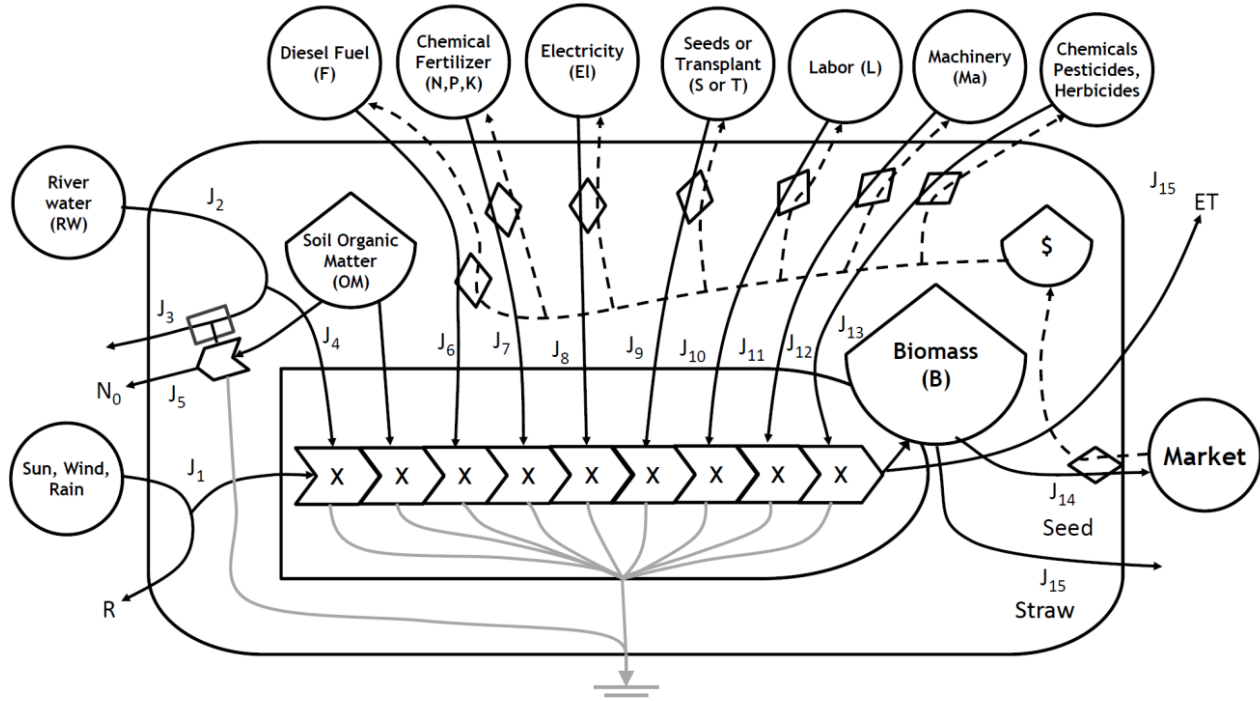 Diesel Fuel
(F)
Chemical
Fertilizer
(N,P,K)
Electricity
(El)
Seeds or
Transplant
(S or T)
Labor (L)
Machinery
(Ma)
Chemicals
Pesticides,
Herbicides
River
water
(RW)
J2
Soil Organic
Matter
(OM)
$
J15
ET
J3
J4
J6
J7
J8
J9
J10
J11
J12
J13
Biomass
(B)
N0
J5
Sun, Wind,
Rain
J1
X
X
X
X
X
X
X
X
X
Market
J14
Seed
J15
Straw
R